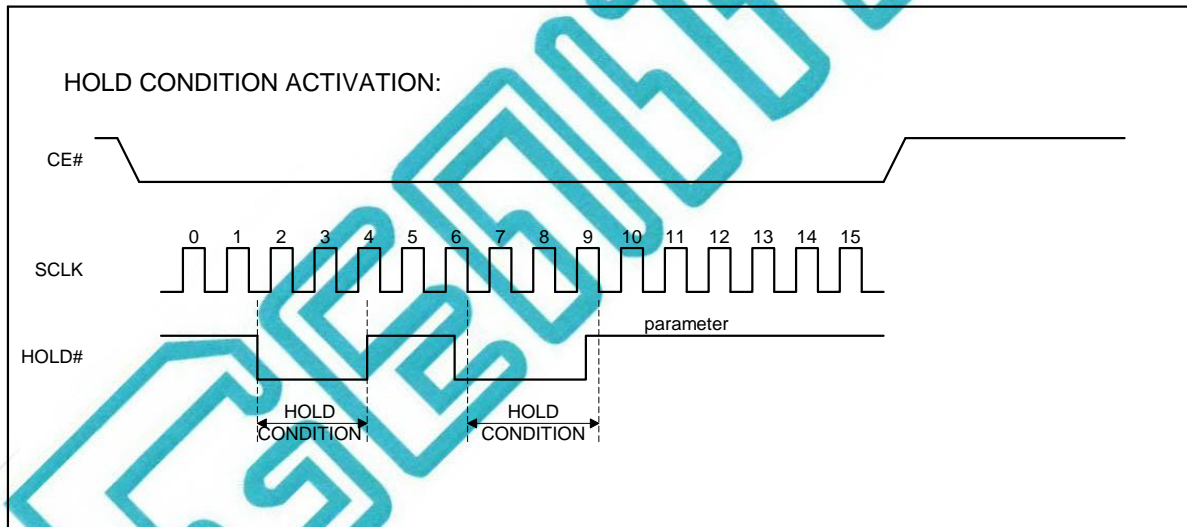 HOLD CONDITION ACTIVATION:
CE#
0 1 2 3 4 5 6 7 8 9 10 11 12 13 14 15
SCLK
parameter
HOLD#
HOLD CONDITION
HOLD CONDITION